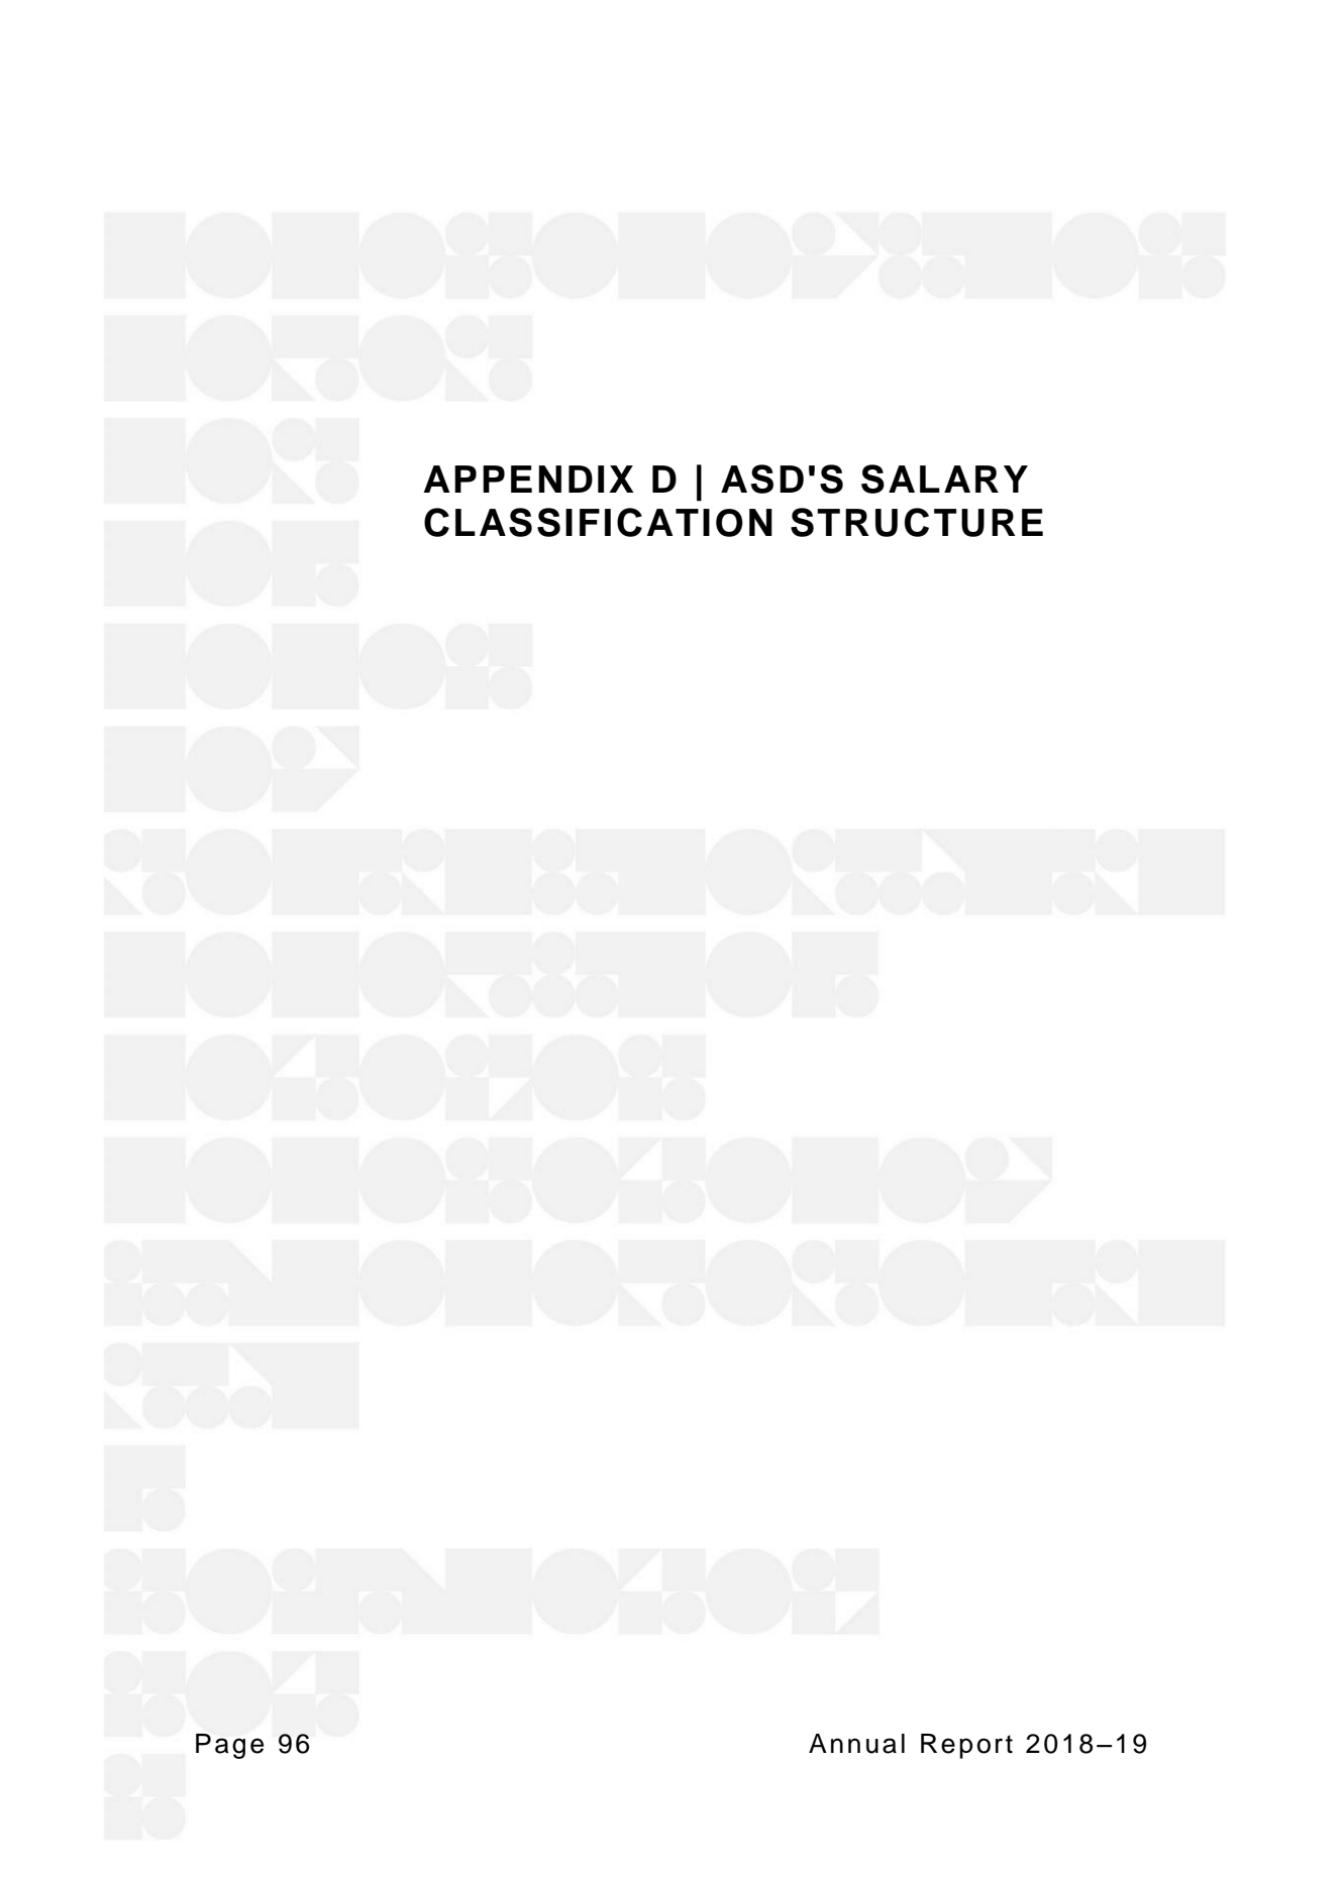 APPENDIX D | ASD'S SALARY
CLASSIFICATION STRUCTURE
Page 96
Annual Report 2018–19